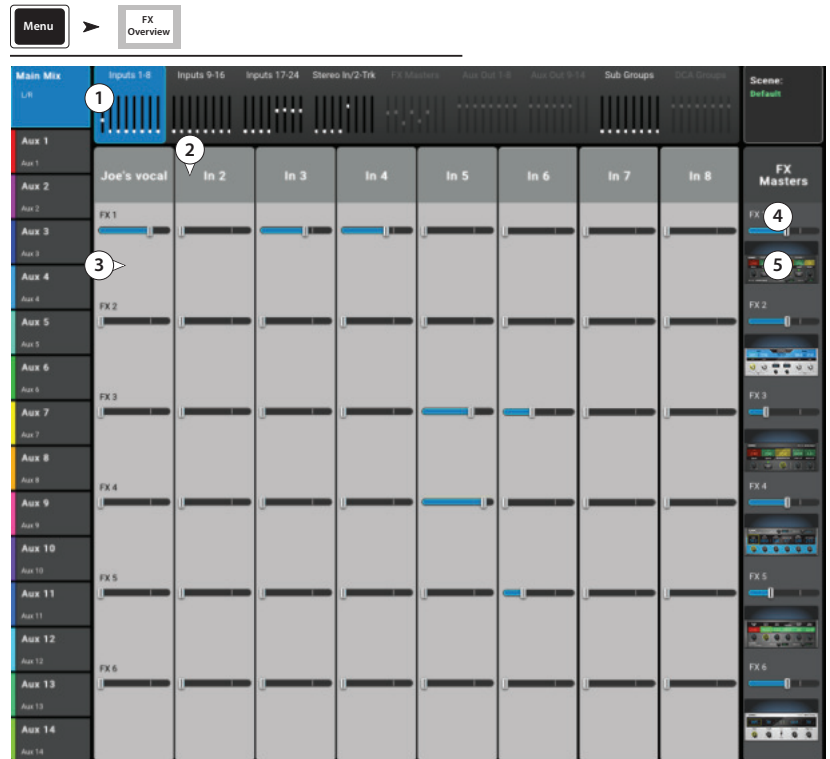 Menu
FX
Overview
Main Mix
L/R
Inputs 1-8
Inputs 9-16
Inputs 17-24
Stereo In/2-Trk
FX Masters
Aux Out 1-8
Aux Out 9-14
Sub Groups
DCA Groups
Scene:
Default
1
2
Joe's vocal
In 2
In 3
In 4
In 5
In 6
In 7
In 8
FX
Masters
Aux 1
Aux 1
Aux 2
Aux 2
Aux 3
Aux 3
Aux 4
Aux 4
Aux 5
Aux 5
Aux 6
Aux 6
Aux 7
Aux 7
Aux 8
Aux 8
Aux 9
Aux 9
Aux 10
Aux 10
Aux 11
Aux 11
Aux 12
Aux 12
Aux 13
Aux 13
Aux 14
Aux 14
FX 1
3
FX 2
FX 3
FX 4
FX 5
FX 6
FX
4
5
FX 2
FX 3
FX 4
FX 5
FX 6